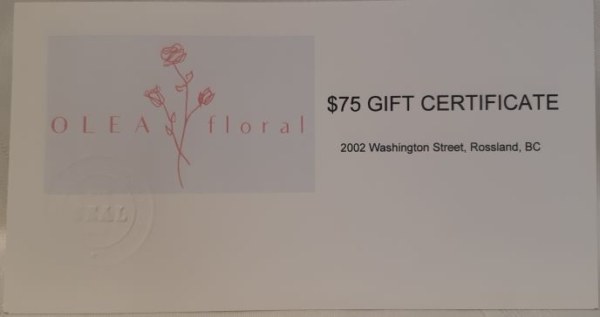 OLEA floral
$75 GIFT CERTIFICATE
2002 Washington Street, Rossland, BC